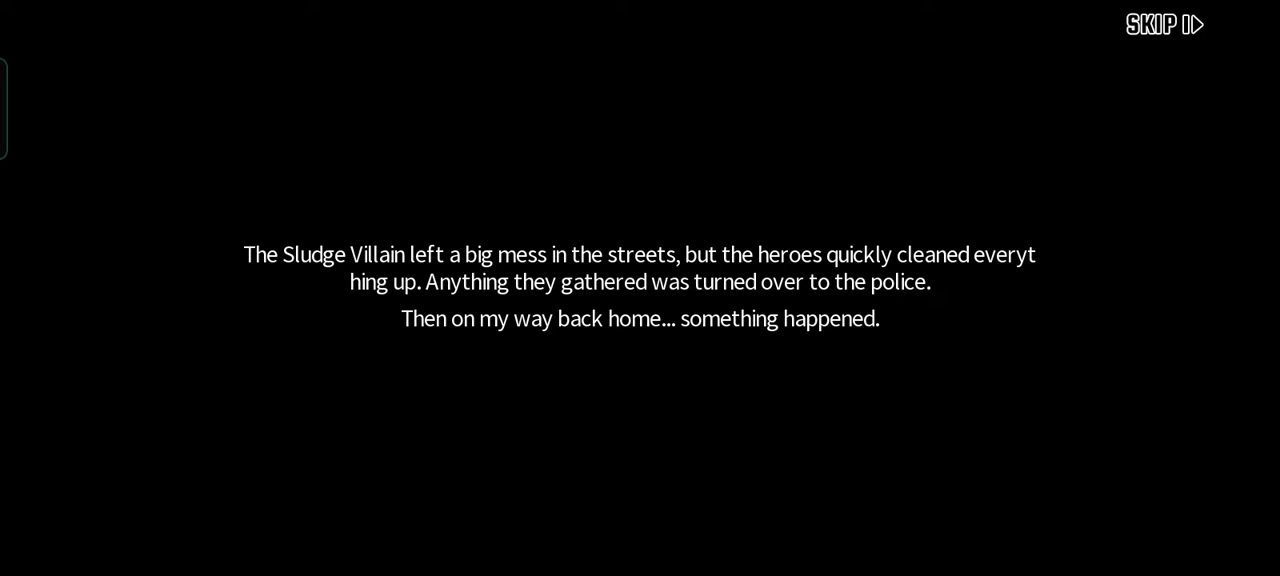 SKIP
The Sludge Villain left a big mess in the streets, but the heroes quickly cleaned everyt
hing up. Anything they gathered was turned over to the police.
Then on my way back home... something happened.